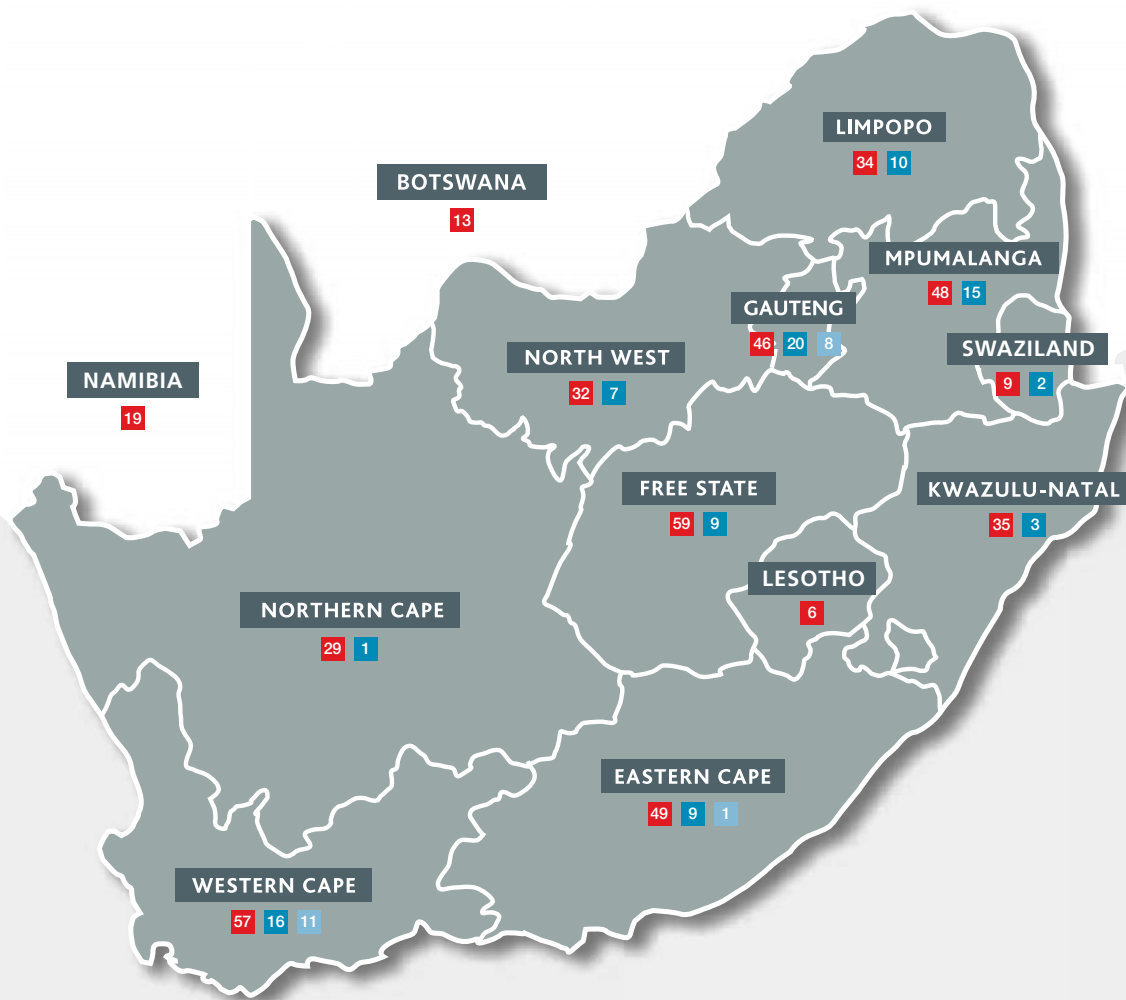 LIMPOPO
34 10
BOTSWANA
13
MPUMALANGA
48 15
GAUTENG
46 20 8
SWAZILAND
9 2
NORTH WEST
32 7
NAMIBIA
19
FREE STATE
59 9
KWAZULU-NATAL
35 3
LESOTHO
6
NORTHERN CAPE
29 1
EASTERN CAPE
49 9 1
WESTERN CAPE
57 16 11